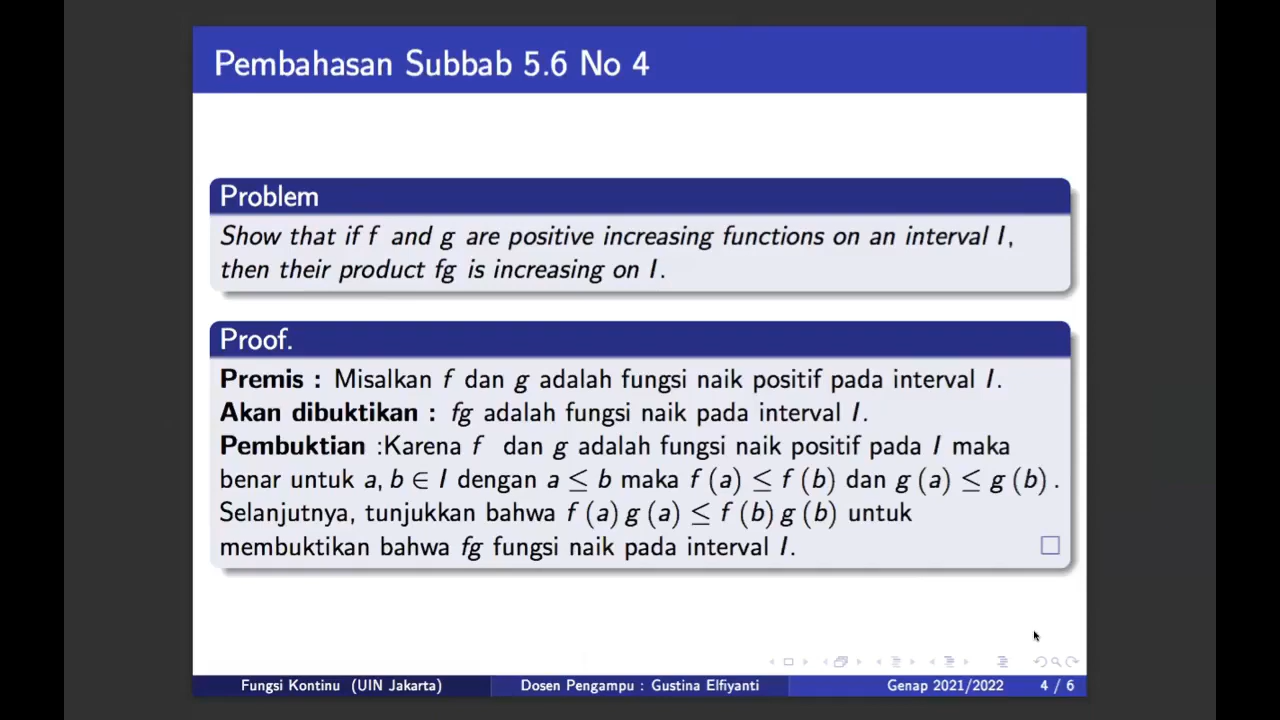 Pembahasan Subbab 5.6 No 4
Problem
Show that if f and g are positive increasing functions on an interval I,
then their product fg is increasing on I.
Proof.
Premis : Misalkan f dan g adalah fungsi naik positif pada interval I.
Akan dibuktikan : fg adalah fungsi naik pada interval I.
Pembuktian :Karena f dan g adalah fungsi naik positif pada I maka
benar untuk a, b ∈ I dengan a ≤ b maka f (a) ≤ f (b) dan g (a) ≤ g (b) .
Selanjutnya, tunjukkan bahwa f (a) g (a) ≤ f (b) g (b) untuk
membuktikan bahwa fg fungsi naik pada interval I. □
Fungsi Kontinu (UIN Jakarta) Dosen Pengampu : Gustina Elfiyanti Genap 2021/2022 4 / 6